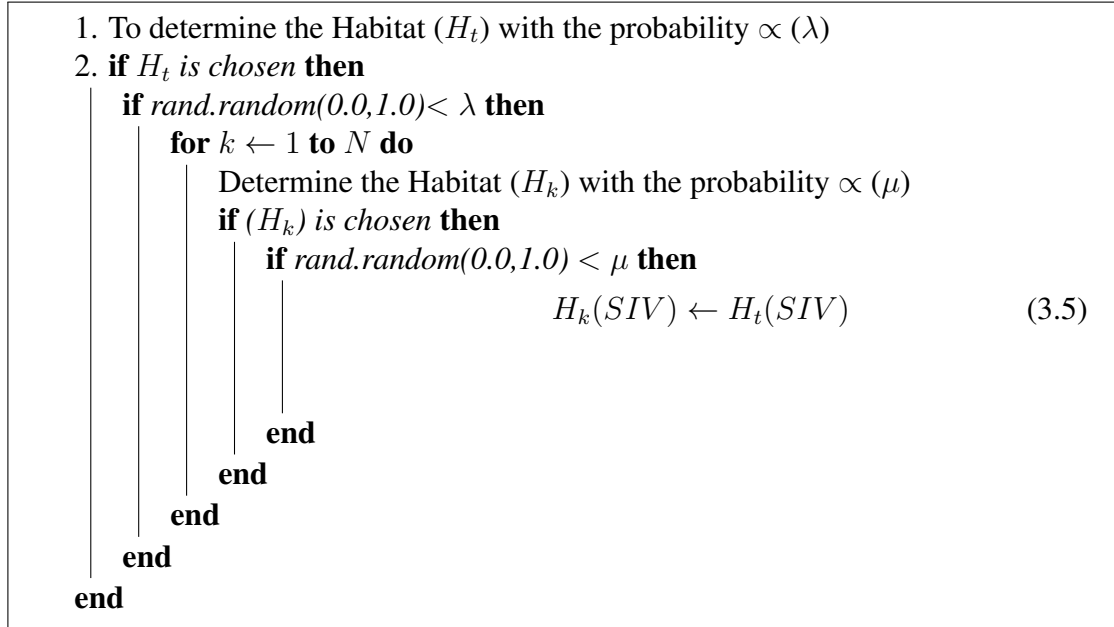 1. To determine the Habitat (H_t) with the probability ∝ (λ)
2. if H_t is chosen then
if rand.random(0.0,1.0)< λ then
for k ← 1 to N do
Determine the Habitat (H_k) with the probability ∝ (μ)
if (H_k) is chosen then
if rand.random(0.0,1.0) < μ then
H_k(SIV) ← H_t(SIV) (3.5)
end
end
end
end
end